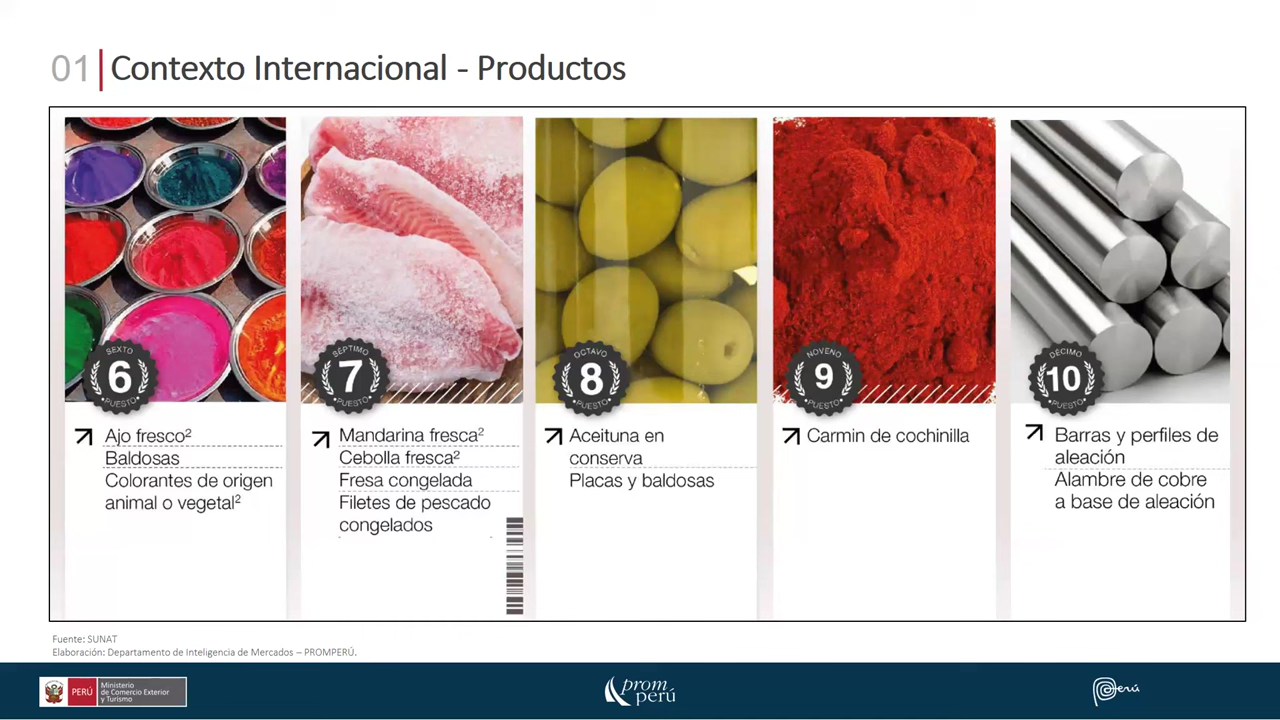 01 Contexto Internacional - Productos
SEXTO
6
PUESTO
Ajo fresco²
Baldosas
Colorantes de origen
animal o vegetal²
SÉPTIMO
7
PUESTO
Mandarina fresca²
Cebolla fresca²
Fresa congelada
Filetes de pescado
congelados
OCTAVO
8
PUESTO
Aceituna en
conserva
Placas y baldosas
NOVENO
9
PUESTO
Carmin de cochinilla
DÉCIMO
10
PUESTO
Barras y perfiles de
aleación
Alambre de cobre
a base de aleación
Fuente: SUNAT
Elaboración: Departamento de Inteligencia de Mercados – PROMPERÚ.
PERÚ
Ministerio
de Comercio Exterior
y Turismo
prom
perú
Perú